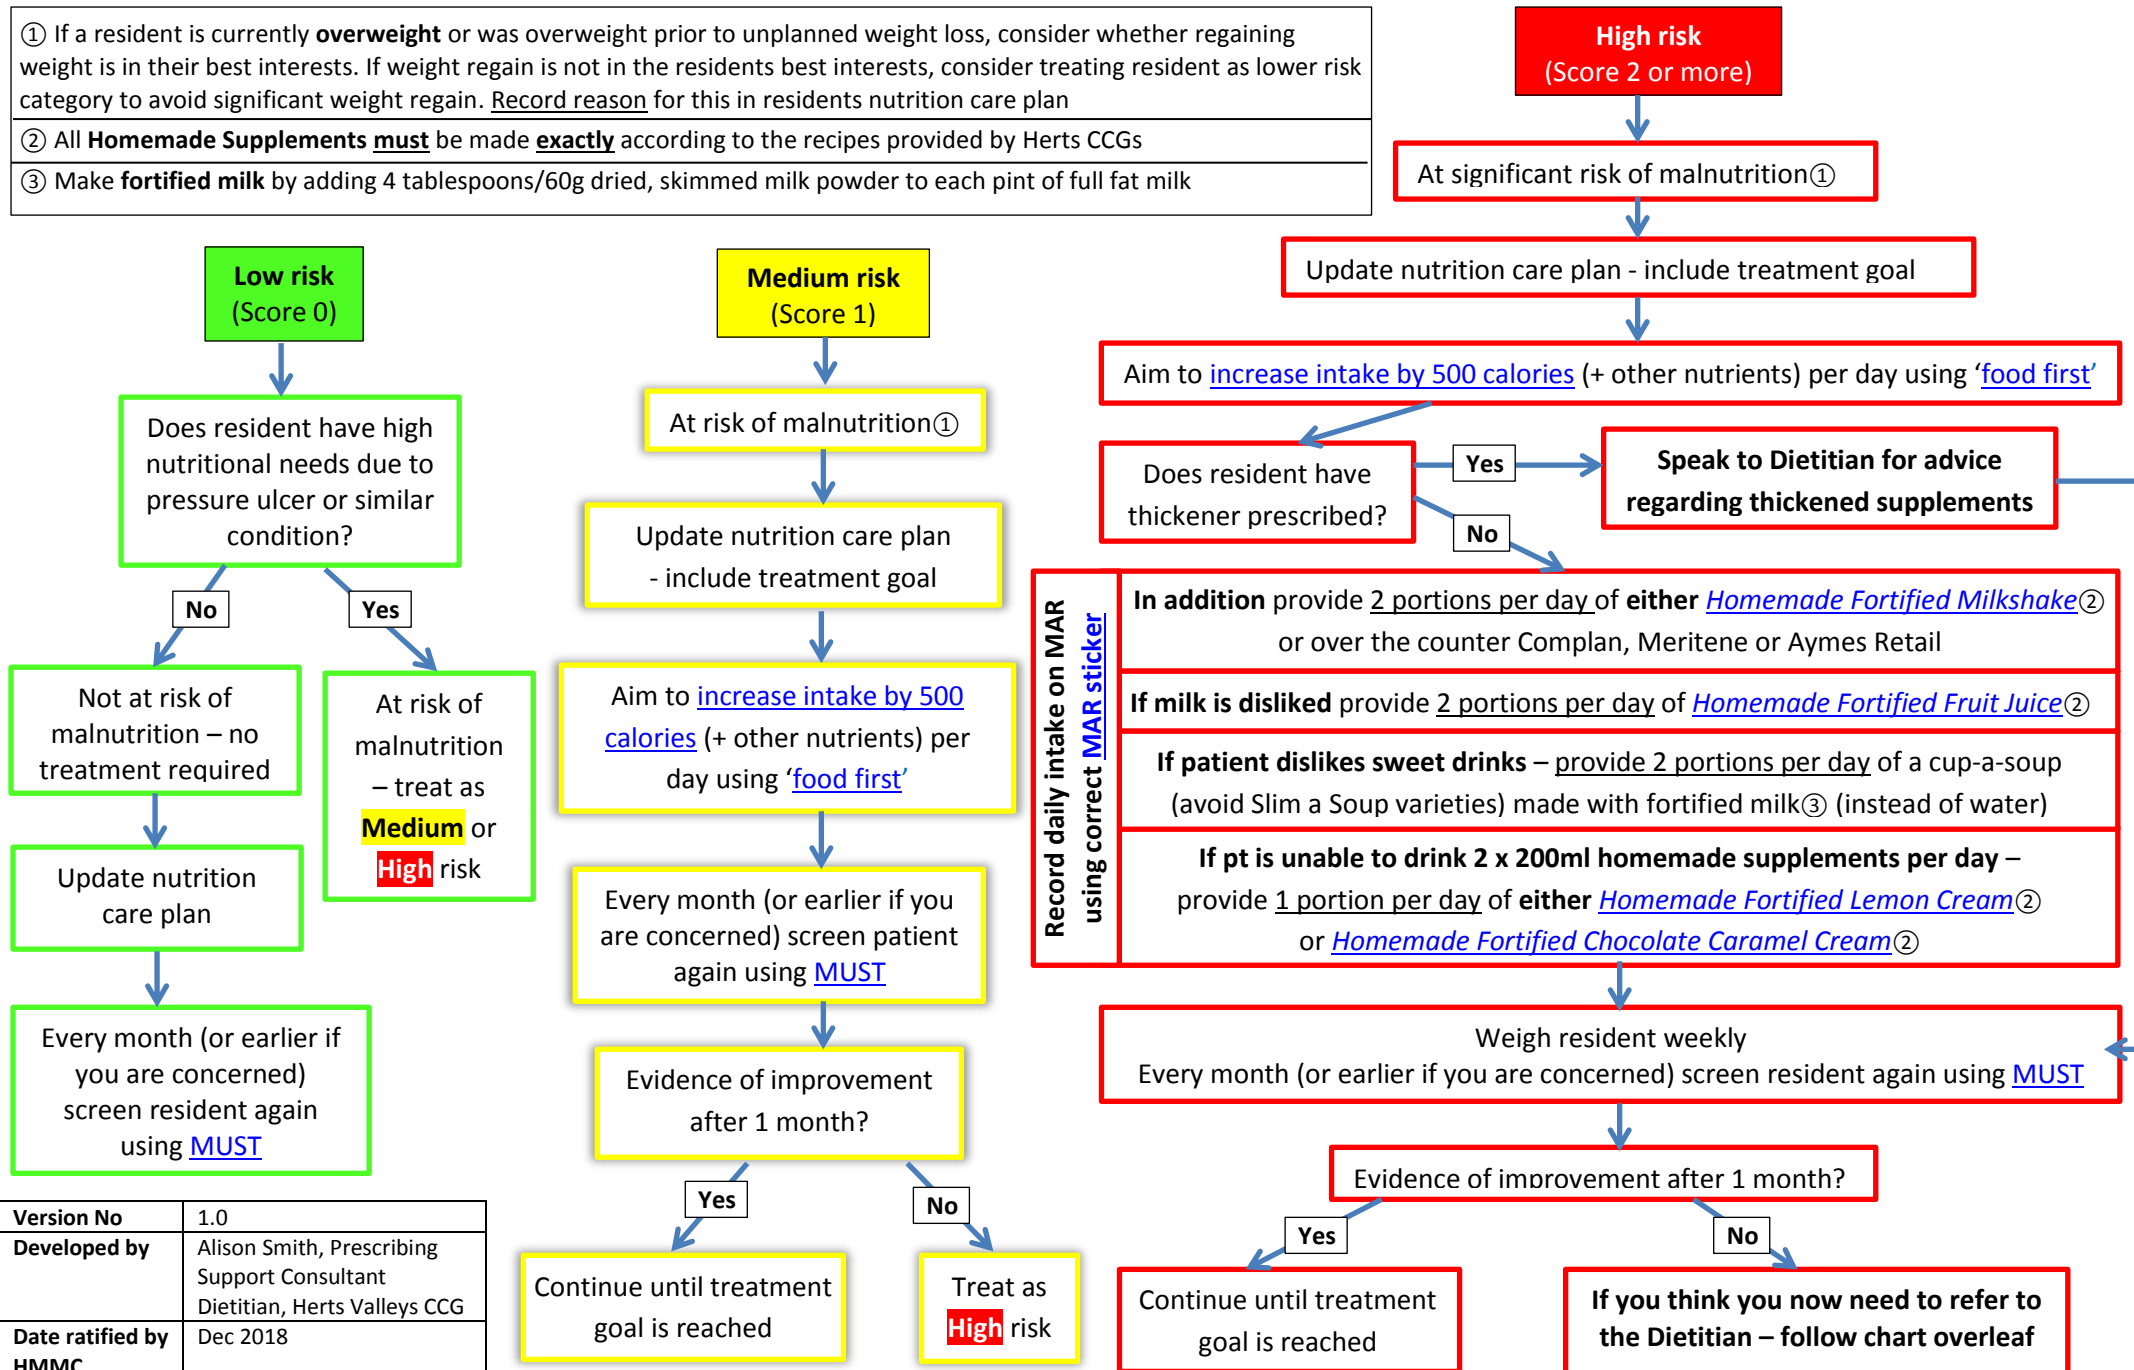 ① If a resident is currently overweight or was overweight prior to unplanned weight loss, consider whether regaining
weight is in their best interests. If weight regain is not in the residents best interests, consider treating resident as lower risk
category to avoid significant weight regain. Record reason for this in residents nutrition care plan
② All Homemade Supplements must be made exactly according to the recipes provided by Herts CCGs
③ Make fortified milk by adding 4 tablespoons/60g dried, skimmed milk powder to each pint of full fat milk
Low risk
(Score 0)
Does resident have high
nutritional needs due to
pressure ulcer or similar
condition?
No
Yes
Not at risk of
malnutrition – no
treatment required
At risk of
malnutrition
– treat as
Medium or
High risk
Update nutrition
care plan
Every month (or earlier if
you are concerned)
screen resident again
using MUST
Medium risk
(Score 1)
At risk of malnutrition①
Update nutrition care plan
- include treatment goal
Aim to increase intake by 500
calories (+ other nutrients) per
day using ‘food first’
Every month (or earlier if you
are concerned) screen patient
again using MUST
Evidence of improvement
after 1 month?
Yes
No
Continue until treatment
goal is reached
Treat as
High risk
High risk
(Score 2 or more)
At significant risk of malnutrition①
Update nutrition care plan - include treatment goal
Aim to increase intake by 500 calories (+ other nutrients) per day using ‘food first’
Does resident have
thickener prescribed?
Yes
Speak to Dietitian for advice
regarding thickened supplements
No
Record daily intake on MAR
using correct MAR sticker
In addition provide 2 portions per day of either Homemade Fortified Milkshake②
or over the counter Complan, Meritene or Aymes Retail
If milk is disliked provide 2 portions per day of Homemade Fortified Fruit Juice②
If patient dislikes sweet drinks – provide 2 portions per day of a cup-a-soup
(avoid Slim a Soup varieties) made with fortified milk③ (instead of water)
If pt is unable to drink 2 x 200ml homemade supplements per day –
provide 1 portion per day of either Homemade Fortified Lemon Cream②
or Homemade Fortified Chocolate Caramel Cream②
Weigh resident weekly
Every month (or earlier if you are concerned) screen resident again using MUST
Evidence of improvement after 1 month?
Yes
No
Continue until treatment
goal is reached
If you think you now need to refer to
the Dietitian – follow chart overleaf
Version No 1.0
Developed by Alison Smith, Prescribing
Support Consultant
Dietitian, Herts Valleys CCG
Date ratified by Dec 2018
HMMC